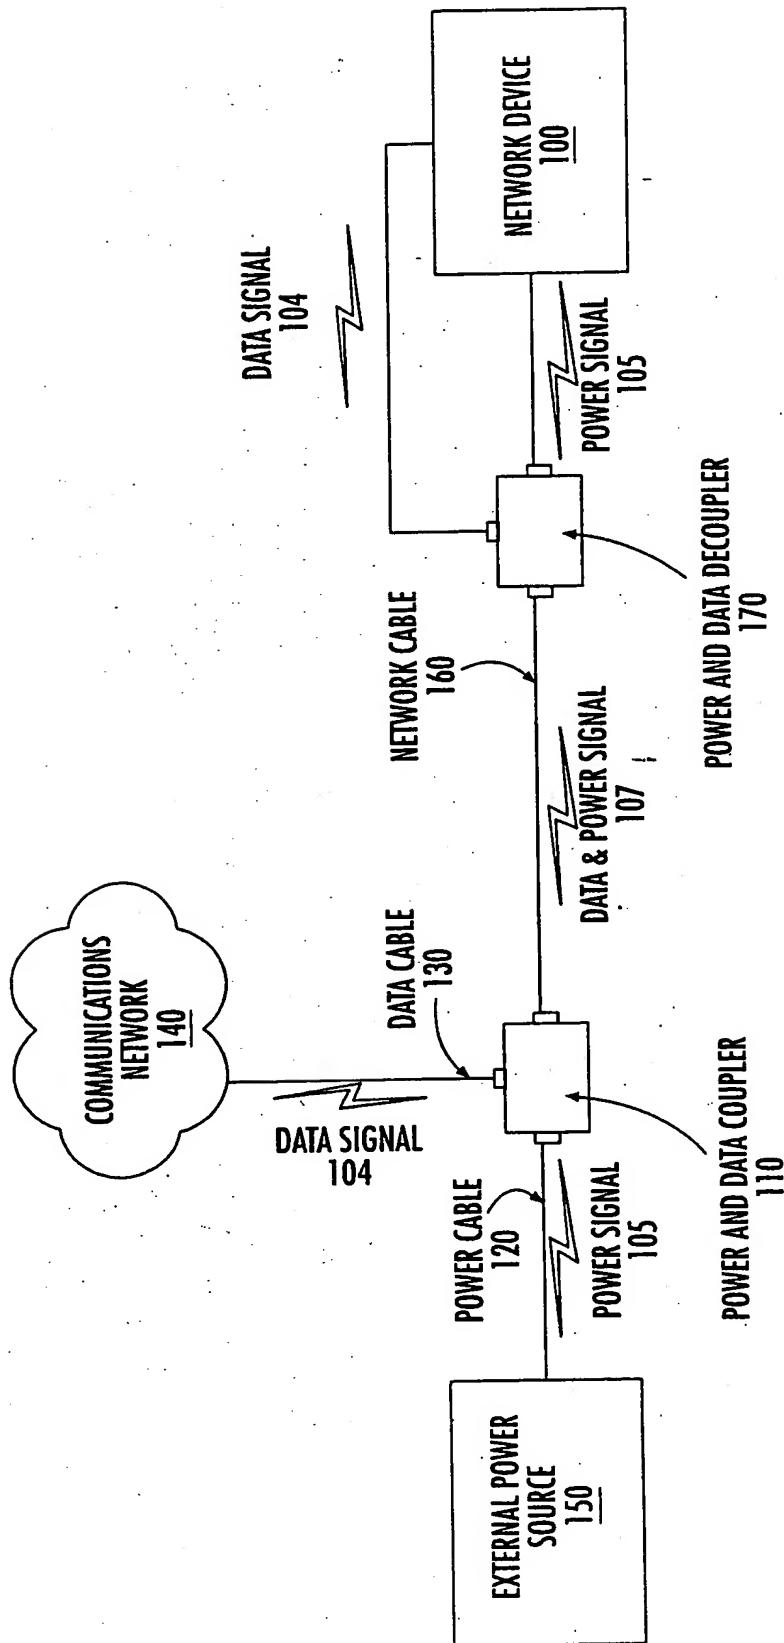 COMMUNICATIONS
NETWORK
140
DATA SIGNAL
104
DATA CABLE
130
DATA SIGNAL
104
EXTERNAL POWER
SOURCE
150
POWER CABLE
120
POWER SIGNAL
105
POWER AND DATA COUPLER
110
DATA & POWER SIGNAL
107
NETWORK CABLE
160
POWER AND DATA DECOUPLER
170
POWER SIGNAL
105
NETWORK DEVICE
100